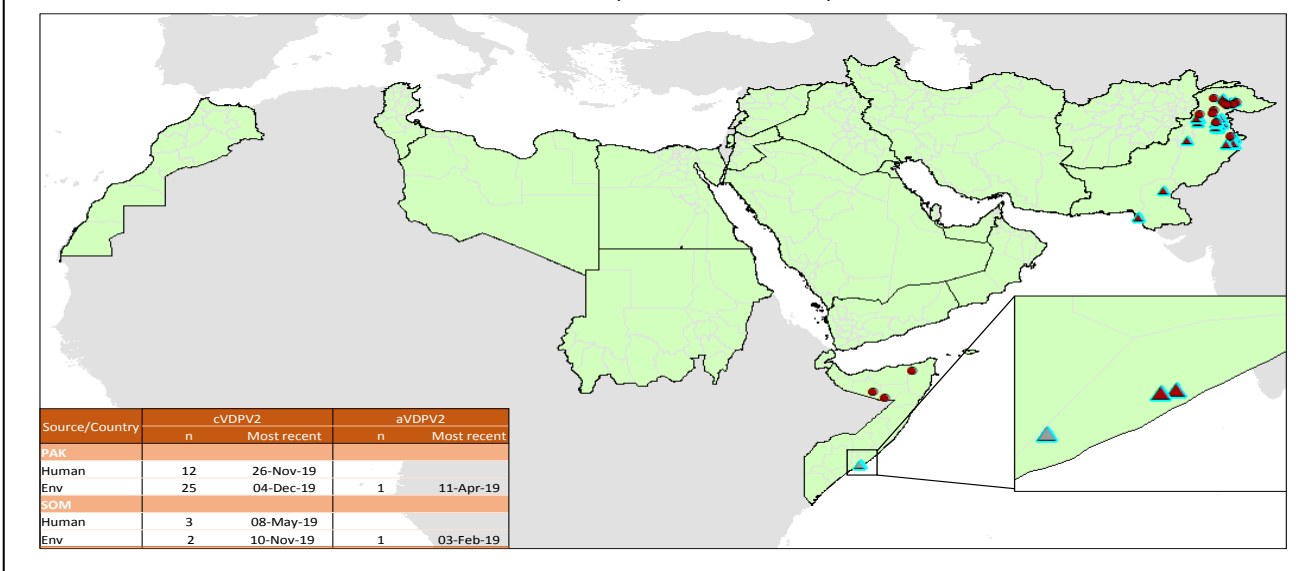 Source/Country cVDPV2 aVDPV2
n Most recent n Most recent
PAK
Human 12 26-Nov-19
Env 25 04-Dec-19 1 11-Apr-19
SOM
Human 3 08-May-19
Env 2 10-Nov-19 1 03-Feb-19